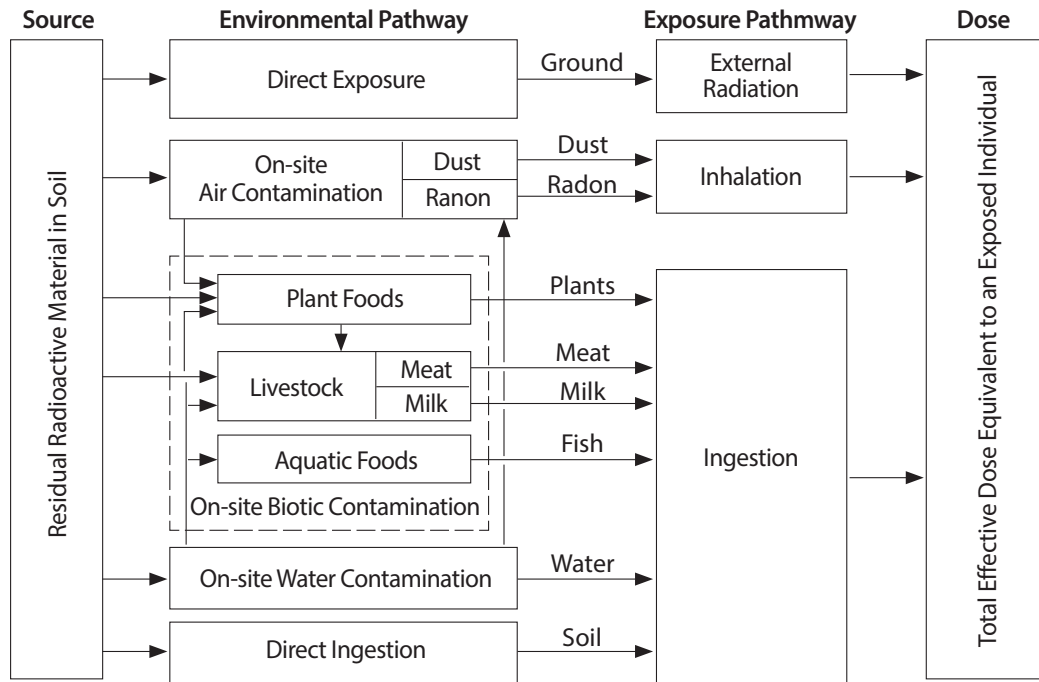 Source
Environmental Pathway
Exposure Pathmway
Dose
Residual Radioactive Material in Soil
Direct Exposure
Ground
External
Radiation
On-site
Air Contamination
Dust
Ranon
Dust
Radon
Inhalation
Plant Foods
Plants
Livestock
Meat
Milk
Meat
Milk
Aquatic Foods
Fish
On-site Biotic Contamination
Ingestion
On-site Water Contamination
Water
Direct Ingestion
Soil
Total Effective Dose Equivalent to an Exposed Individual